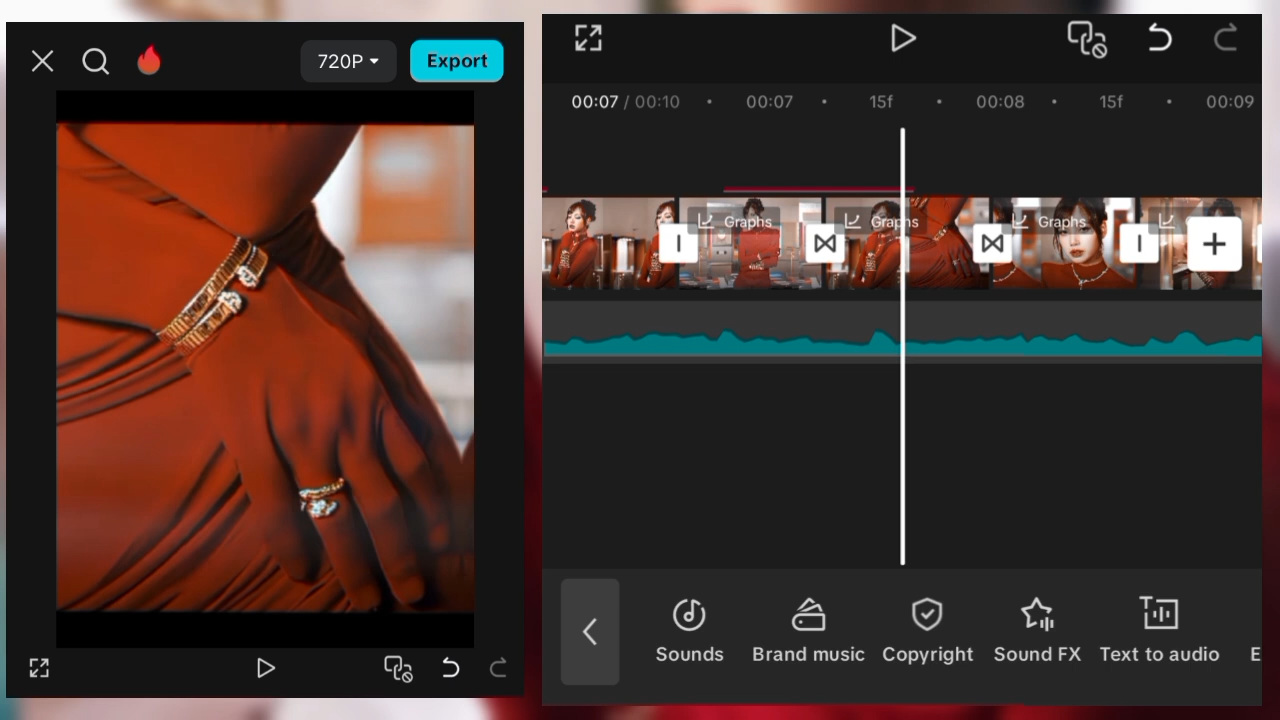 720P
Export
00:07 / 00:10
00:07
15f
00:08
15f
00:09
Graphs
Graphs
Graphs
Sounds
Brand music
Copyright
Sound FX
Text to audio
E